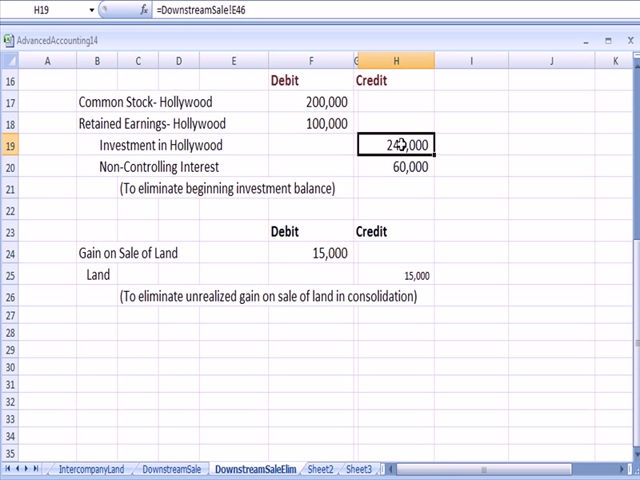 H19 fx =DownstreamSale!E46
AdvancedAccounting14
A B C D E F G H I J K
16 Debit Credit
17 Common Stock- Hollywood 200,000
18 Retained Earnings- Hollywood 100,000
19 Investment in Hollywood 240,000
20 Non-Controlling Interest 60,000
21 (To eliminate beginning investment balance)
22
23 Debit Credit
24 Gain on Sale of Land 15,000
25 Land 15,000
26 (To eliminate unrealized gain on sale of land in consolidation)
27
28
29
30
31
32
33
34
35
IntercompanyLand DownstreamSale DownstreamSaleElim Sheet2 Sheet3